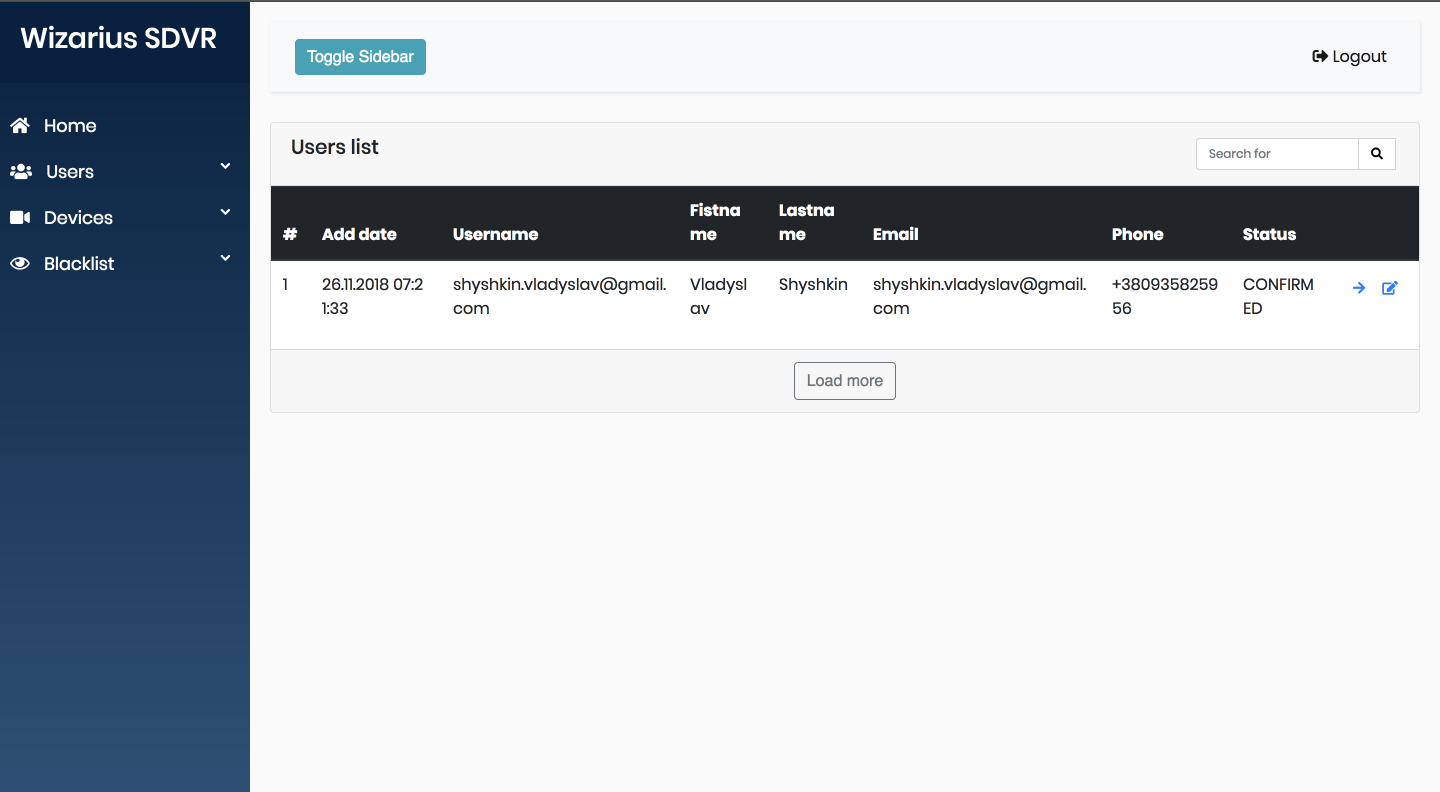 Wizarius SDVR
Toggle Sidebar
Logout
Home
Users
Devices
Blacklist
Users list
Search for
# Add date Username Fistna Lastna Email Phone Status
me me
1 26.11.2018 07:2 shyshkin.vladyslav@gmail. Vladysl Shyshkin shyshkin.vladyslav@gmail. +3809358259 CONFIRM
1:33 com av com 56 ED
Load more